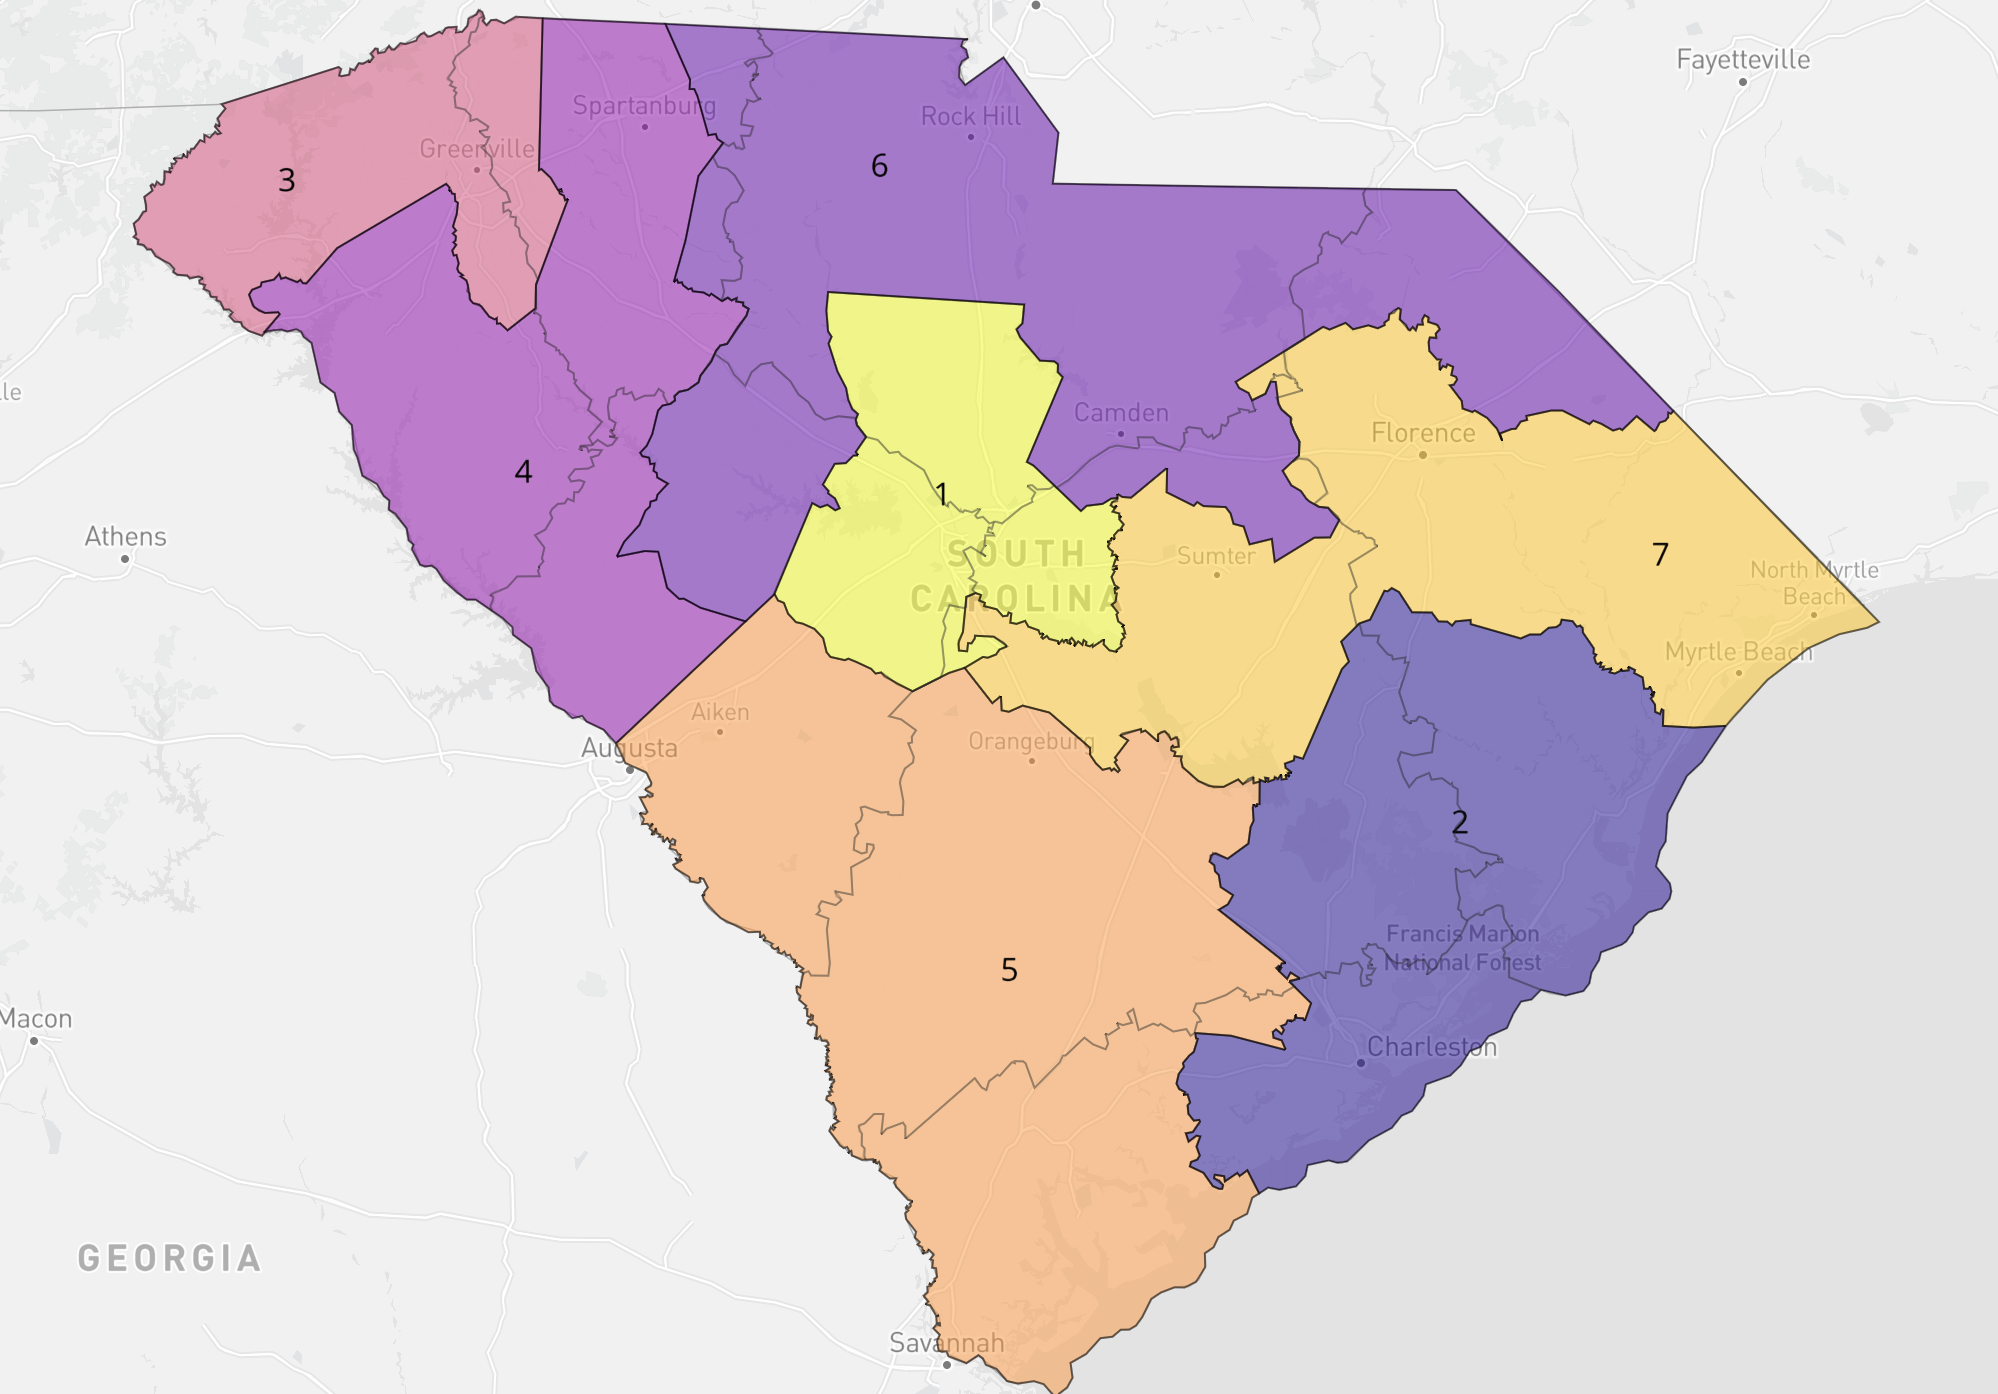 Fayetteville
Spartanburg
Rock Hill
Greenville
6
3
lle
Camden
Florence
4
1
Athens
SOUTH
CAROLINA
Sumter
7
North Myrtle
Beach
Myrtle Beach
Aiken
Augusta
Orangeburg
2
Francis Marion
National Forest
5
Macon
Charleston
GEORGIA
Savannah